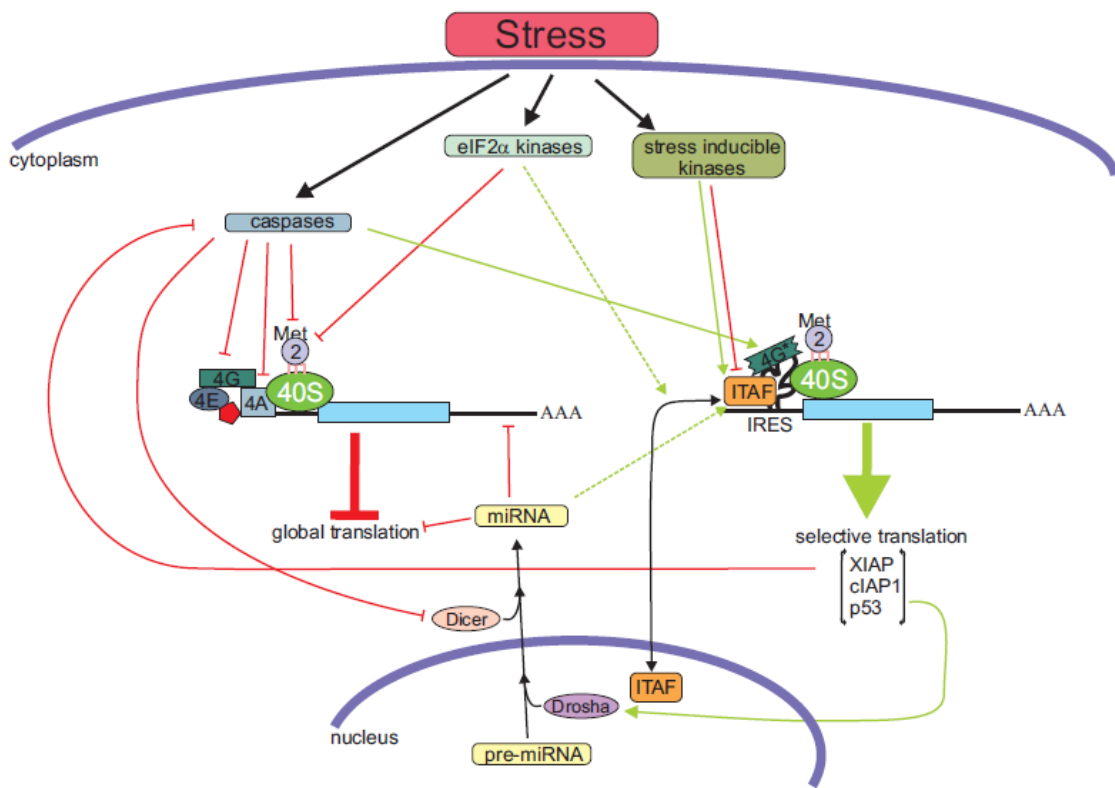 Stress
cytoplasm
eIF2α kinases
stress inducible
kinases
caspases
Met
2
4G
40S
4E
4A
AAA
Met
2
4G*
40S
ITAF
IRES
AAA
miRNA
global translation
selective translation
XIAP
cIAP1
p53
Dicer
ITAF
Drosha
nucleus
pre-miRNA